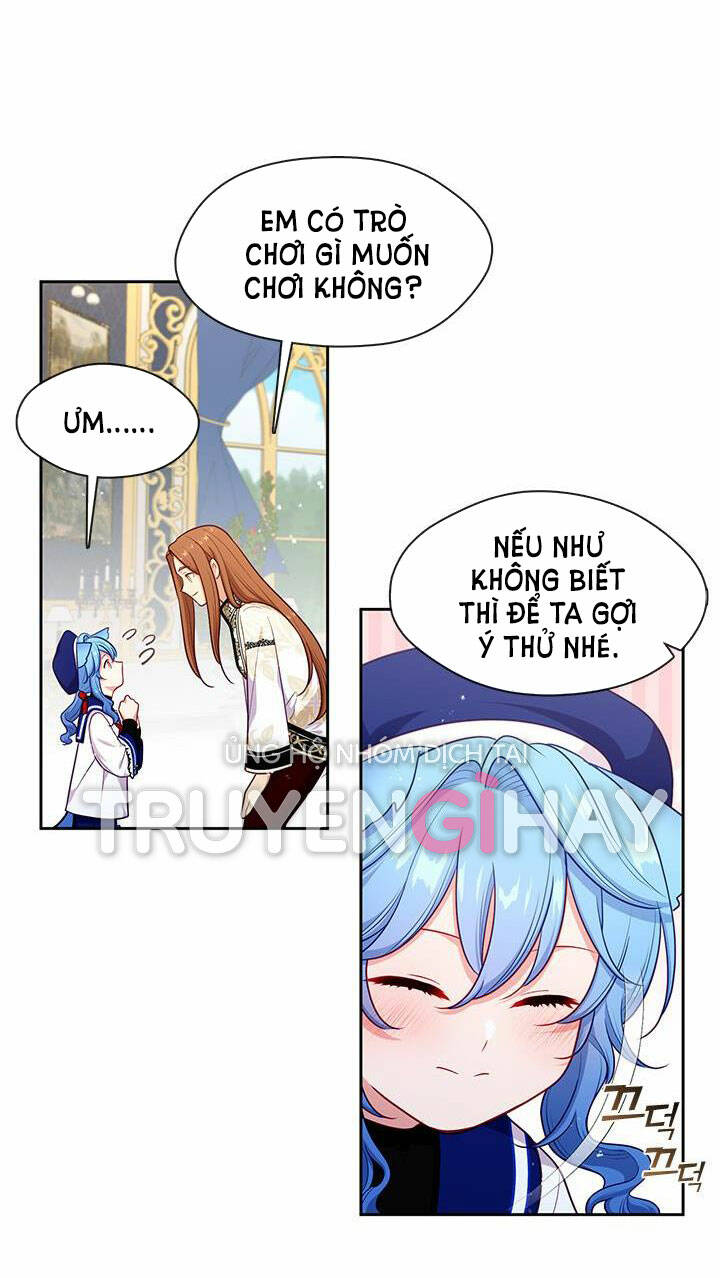 EM CÓ TRÒ
CHƠI GÌ MUỐN
CHƠI KHÔNG?
ƯM......
NẾU NHƯ
KHÔNG BIẾT
THÌ ĐỂ TA GỢI
Ý THỬ NHÉ.
ỦNG HỘ NHÓM DỊCH TẠI
TRUYENGIHAY
끄덕
끄덕